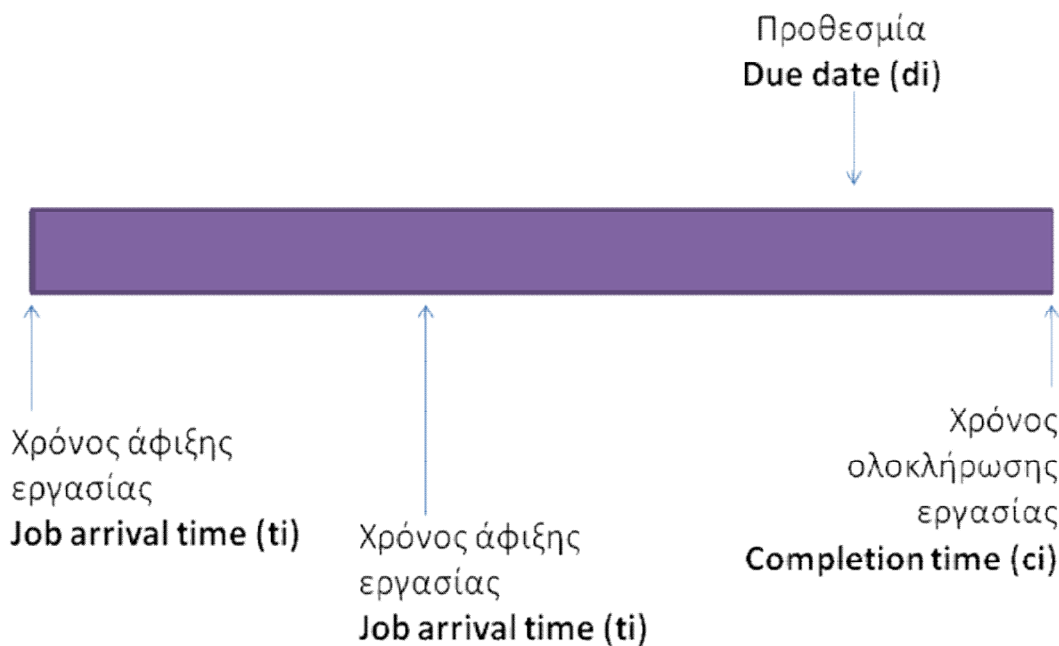 Προθεσμία
Due date (di)
Χρόνος άφιξης
εργασίας
Job arrival time (ti)
Χρόνος άφιξης
εργασίας
Job arrival time (ti)
Χρόνος
ολοκλήρωσης
εργασίας
Completion time (ci)